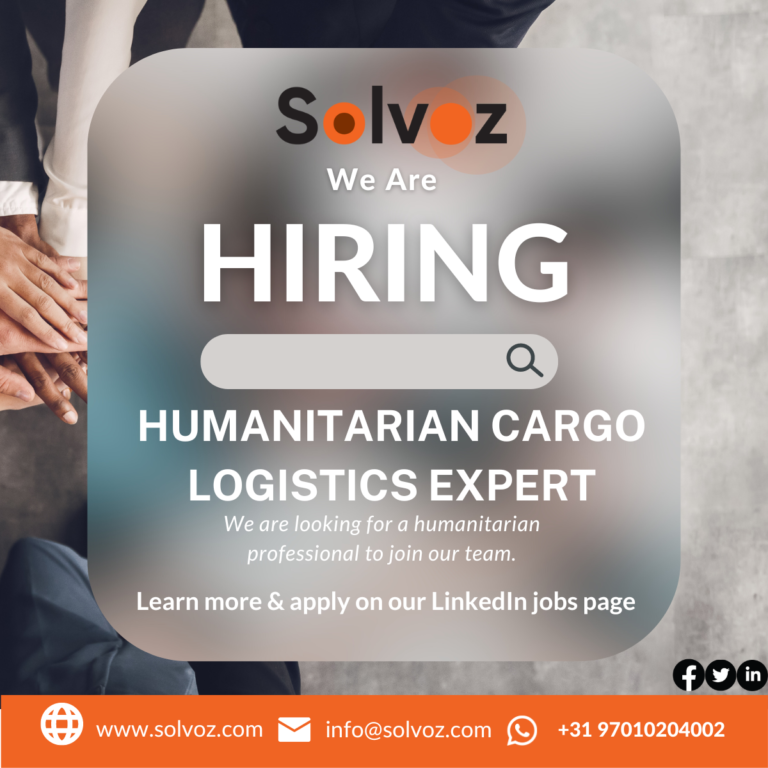 Solvoz
We Are
HIRING
HUMANITARIAN CARGO
LOGISTICS EXPERT
We are looking for a humanitarian
professional to join our team.
Learn more & apply on our LinkedIn jobs page
www.solvoz.com info@solvoz.com +31 97010204002